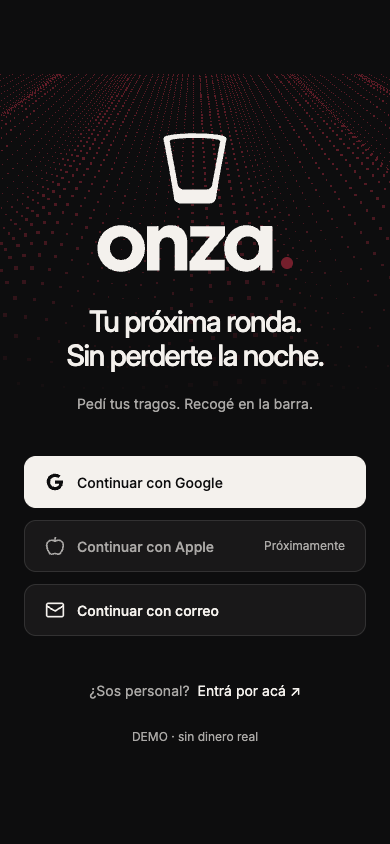 onza.
Tu próxima ronda.
Sin perderte la noche.
Pedí tus tragos. Recogé en la barra.
Continuar con Google
Continuar con Apple Próximamente
Continuar con correo
¿Sos personal? Entrá por acá ↗
DEMO · sin dinero real